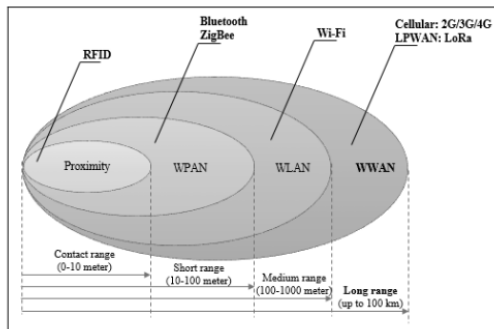 Cellular: 2G/3G/4G
LPWAN: LoRa
Bluetooth
ZigBee
Wi-Fi
RFID
Proximity
WPAN
WLAN
WWAN
Contact range
(0-10 meter)
Short range
(10-100 meter)
Medium range
(100-1000 meter)
Long range
(up to 100 km)